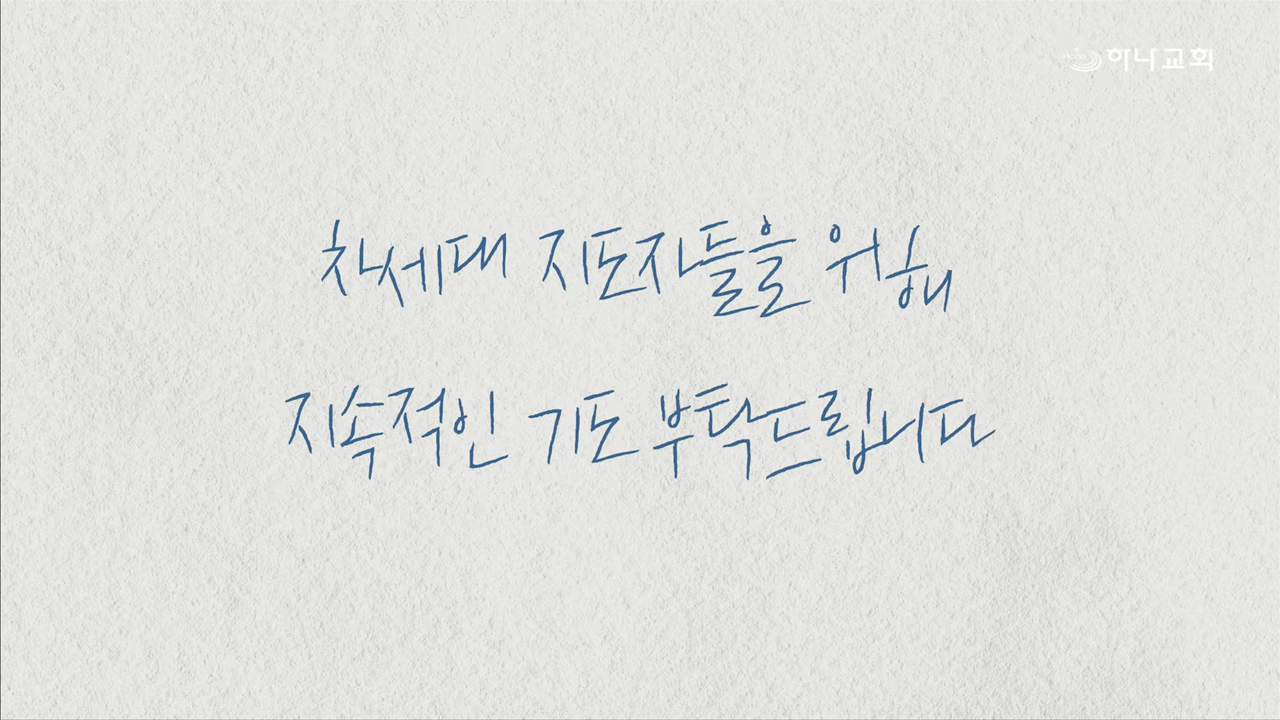 하나교회
차세대 지도자들을 위해
지속적인 기도 부탁드립니다